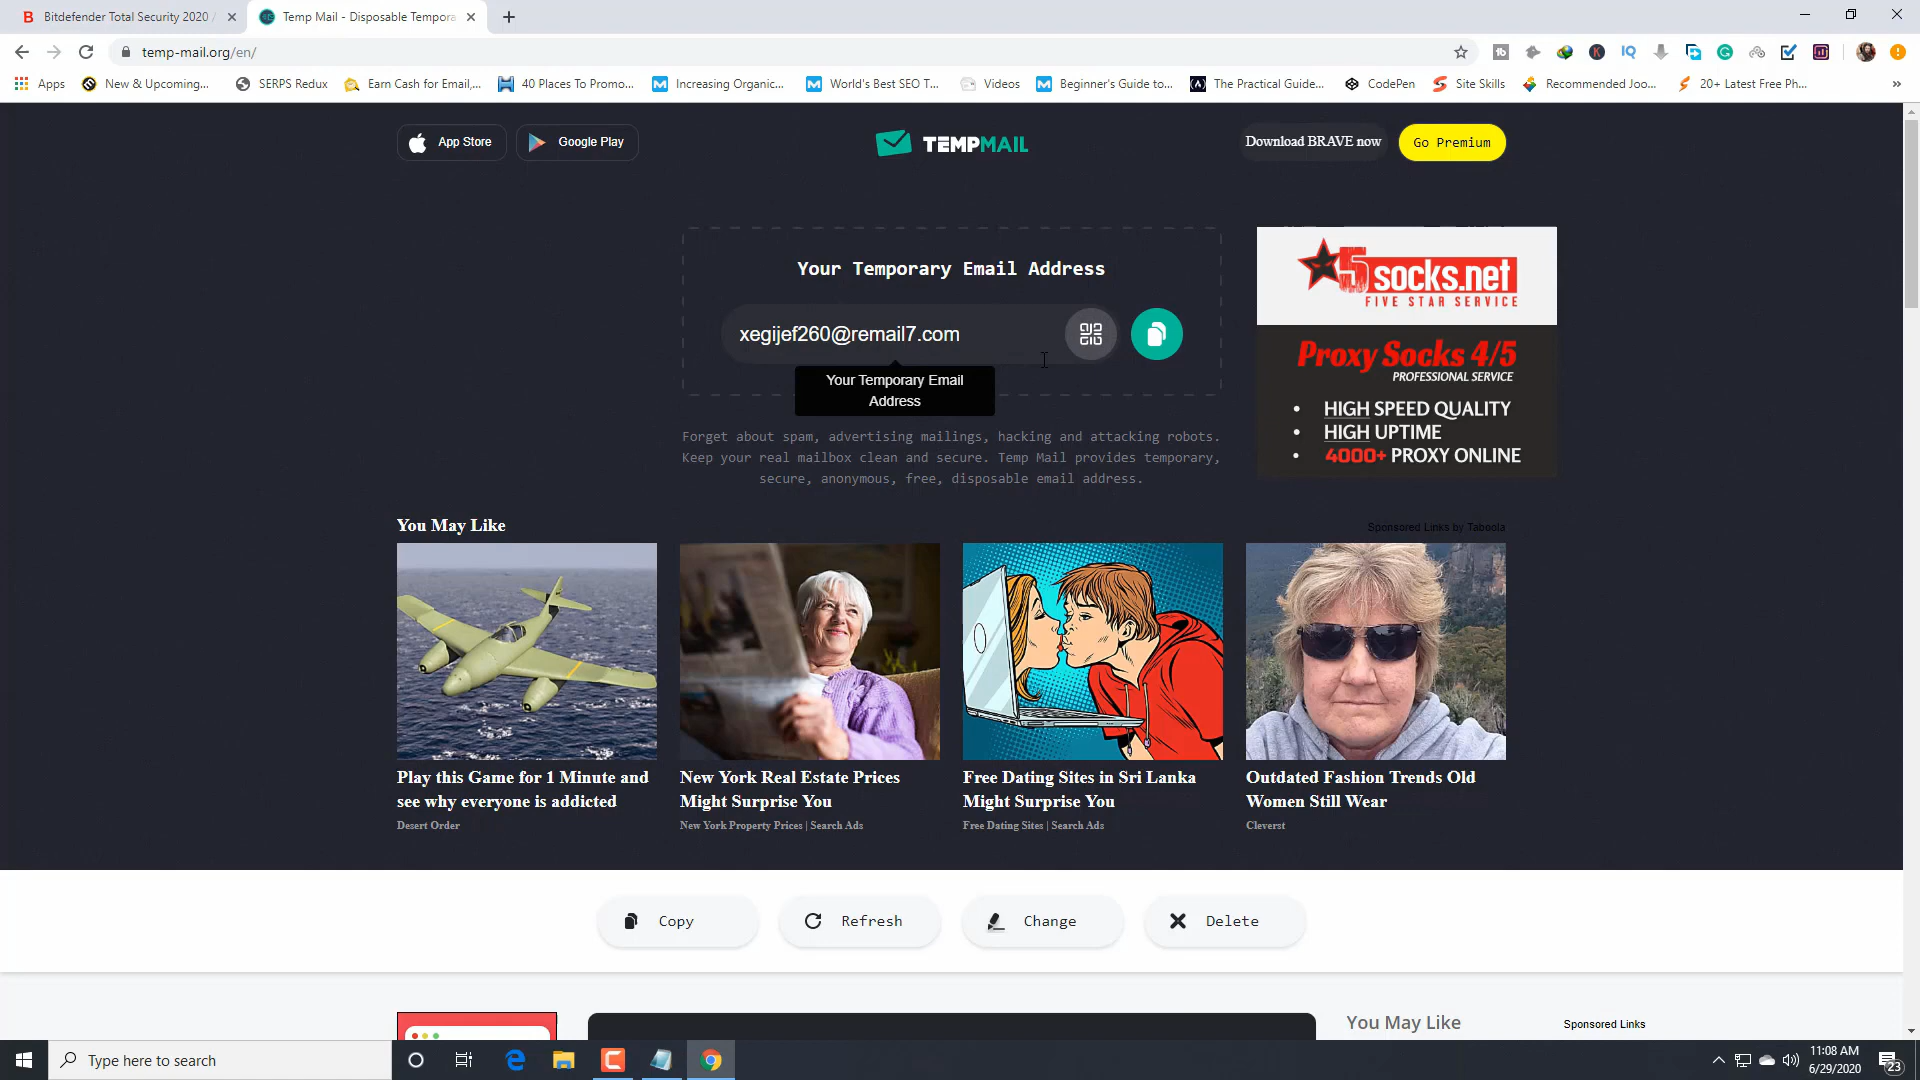 Bitdefender Total Security 2020 /
Temp Mail - Disposable Tempora
temp-mail.org/en/
Apps
New & Upcoming...
SERPS Redux
Earn Cash for Email,...
40 Places To Promo...
Increasing Organic...
World's Best SEO T...
Videos
Beginner's Guide to...
The Practical Guide...
CodePen
Site Skills
Recommended Joo...
20+ Latest Free Ph...
»
App Store
Google Play
TEMPMAIL
Download BRAVE now
Go Premium
Your Temporary Email Address
xegijef260@remail7.com
Your Temporary Email
Address
Forget about spam, advertising mailings, hacking and attacking robots.
Keep your real mailbox clean and secure. Temp Mail provides temporary,
secure, anonymous, free, disposable email address.
5socks.net
FIVE STAR SERVICE
Proxy Socks 4/5
PROFESSIONAL SERVICE
• HIGH SPEED QUALITY
• HIGH UPTIME
• 4000+ PROXY ONLINE
You May Like
Sponsored Links by Taboola
Play this Game for 1 Minute and
see why everyone is addicted
Desert Order
New York Real Estate Prices
Might Surprise You
New York Property Prices | Search Ads
Free Dating Sites in Sri Lanka
Might Surprise You
Free Dating Sites | Search Ads
Outdated Fashion Trends Old
Women Still Wear
Cleverst
Copy
Refresh
Change
Delete
You May Like
Sponsored Links
Type here to search
11:08 AM
6/29/2020
23